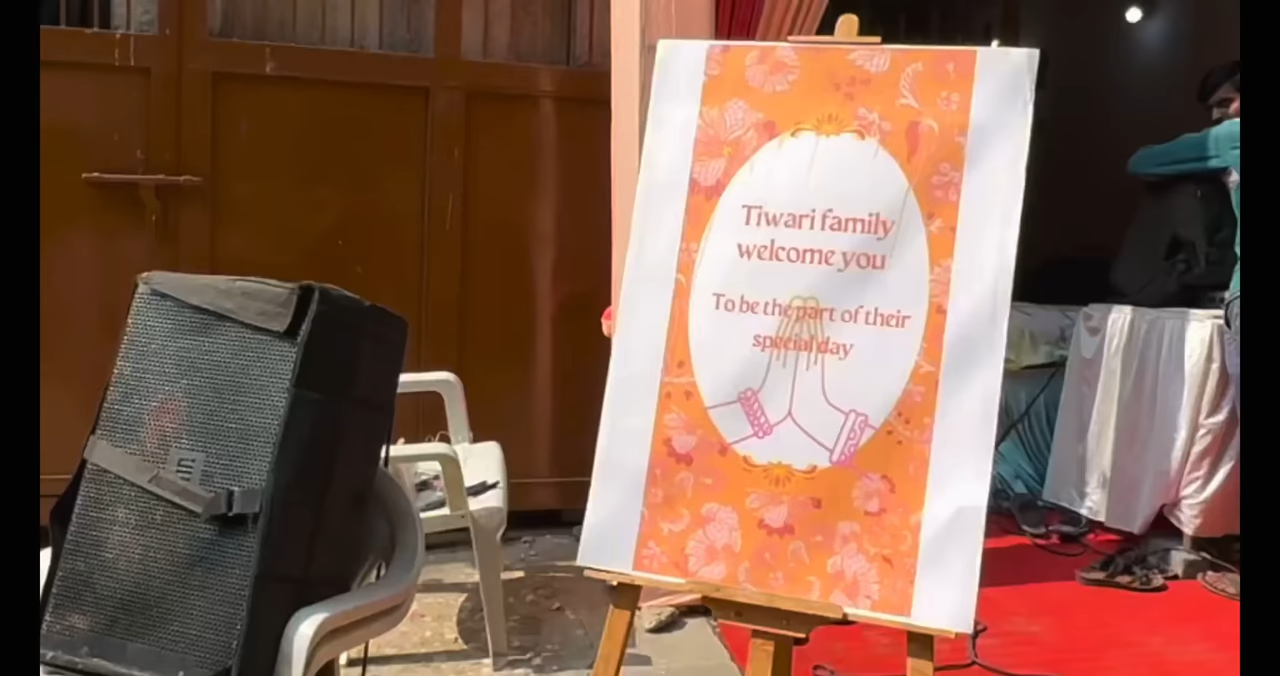 Tiwari family
welcome you
To be the part of their
special day